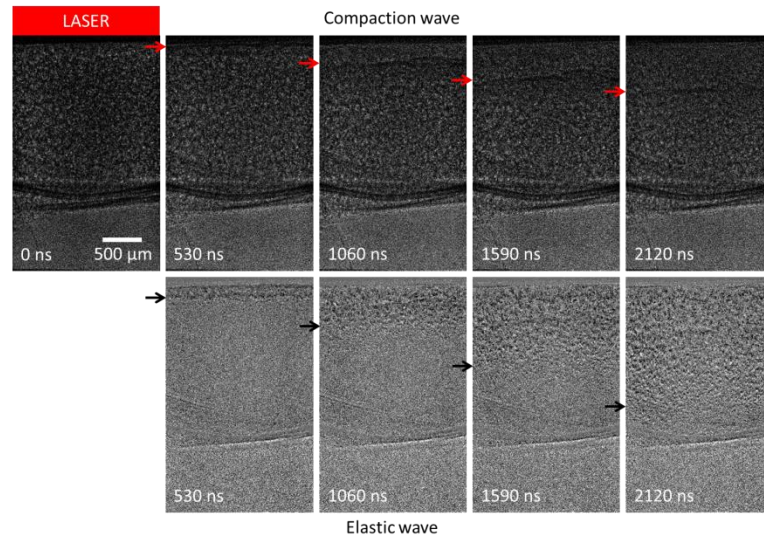 LASER
Compaction wave
0 ns
500 µm
530 ns
1060 ns
1590 ns
2120 ns
530 ns
1060 ns
1590 ns
2120 ns
Elastic wave